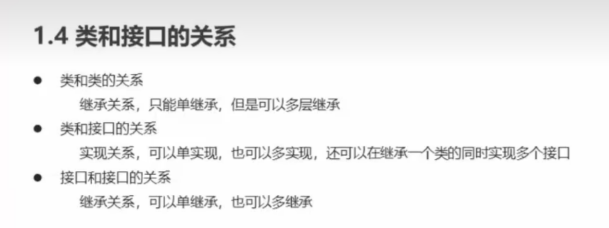 1.4 类和接口的关系
● 类和类的关系
继承关系，只能单继承，但是可以多层继承
● 类和接口的关系
实现关系，可以单实现，也可以多实现，还可以在继承一个类的同时实现多个接口
● 接口和接口的关系
继承关系，可以单继承，也可以多继承